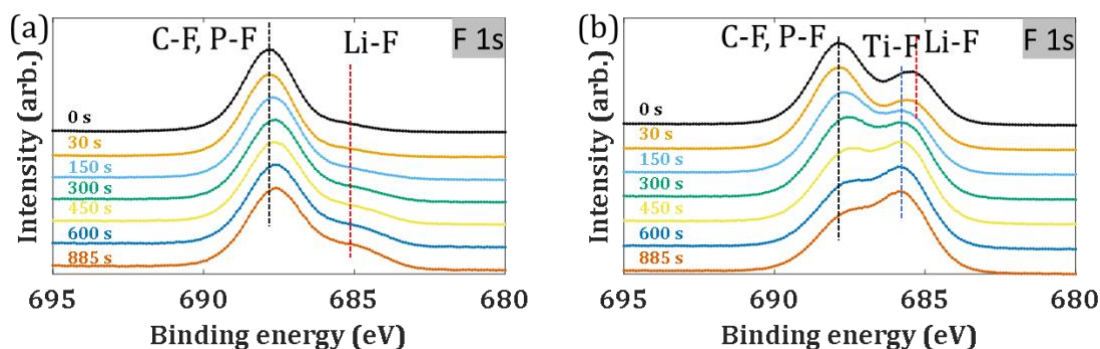 (a)
C-F, P-F
Li-F
F 1s
0 s
30 s
150 s
300 s
450 s
600 s
885 s
Intensity (arb.)
695
690
685
680
Binding energy (eV)
(b)
C-F, P-F
Ti-F
Li-F
F 1s
0 s
30 s
150 s
300 s
450 s
600 s
885 s
Intensity (arb.)
695
690
685
680
Binding energy (eV)